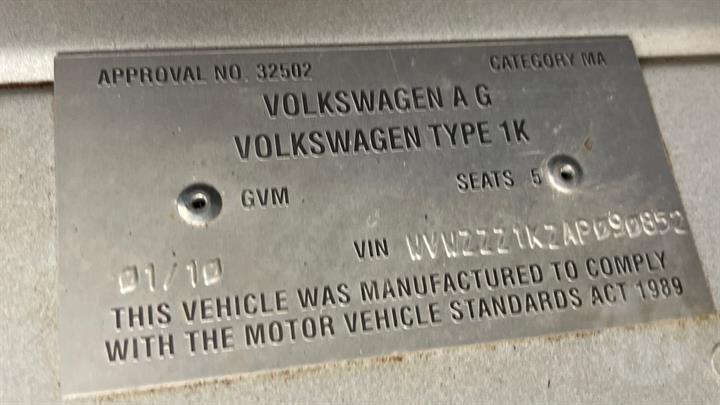 APPROVAL NO. 32502 CATEGORY MA
VOLKSWAGEN A G
VOLKSWAGEN TYPE 1K
GVM SEATS 5
01/10 VIN WVWZZZ1KZAP090852
THIS VEHICLE WAS MANUFACTURED TO COMPLY
WITH THE MOTOR VEHICLE STANDARDS ACT 1989